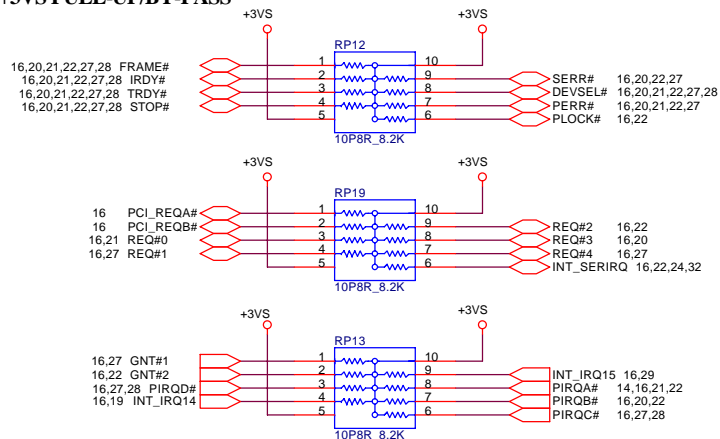 +3VS PULL-UP/BY-PASS
+3VS +3VS
RP12
16,20,21,22,27,28 FRAME# 1 10
16,20,21,22,27,28 IRDY# 2 9 SERR# 16,20,22,27
16,20,21,22,27,28 TRDY# 3 8 DEVSEL# 16,20,21,22,27,28
16,20,21,22,27,28 STOP# 4 7 PERR# 16,20,21,22,27
5 6 PLOCK# 16,22
10P8R_8.2K
+3VS +3VS
RP19
16 PCI_REQA# 1 10
16 PCI_REQB# 2 9 REQ#2 16,22
16,21 REQ#0 3 8 REQ#3 16,20
16,27 REQ#1 4 7 REQ#4 16,27
5 6 INT_SERIRQ 16,22,24,32
10P8R_8.2K
+3VS +3VS
RP13
16,27 GNT#1 1 10
16,22 GNT#2 2 9 INT_IRQ15 16,29
16,27,28 PIRQD# 3 8 PIRQA# 14,16,21,22
16,19 INT_IRQ14 4 7 PIRQB# 16,20,22
5 6 PIRQC# 16,27,28
10P8R_8.2K